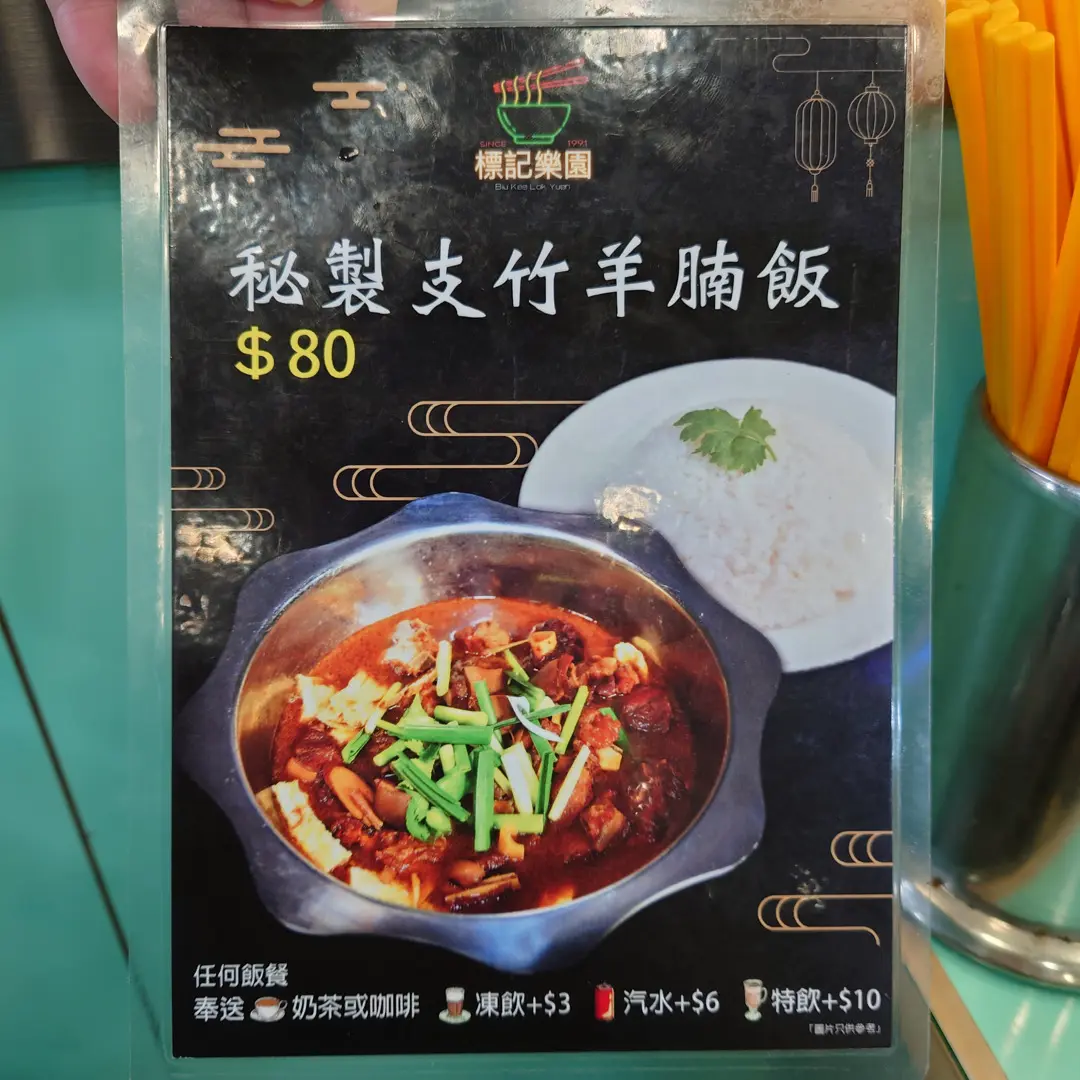 SINCE 1991
標記樂園
Biu Kee Lok Yuen
秘製支竹羊腩飯
$80
任何飯餐
奉送 奶茶或咖啡 凍飲+$3 汽水+$6 特飲+$10
「圖片只供參考」